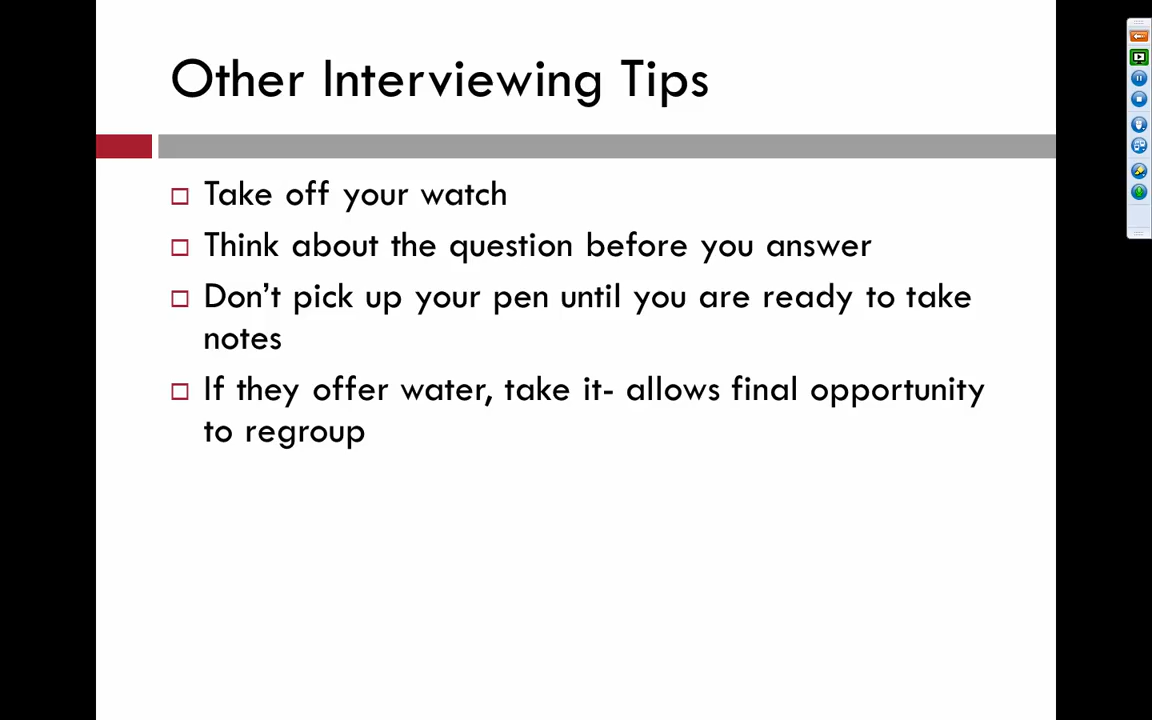 Other Interviewing Tips
Take off your watch
Think about the question before you answer
Don’t pick up your pen until you are ready to take
notes
If they offer water, take it- allows final opportunity
to regroup